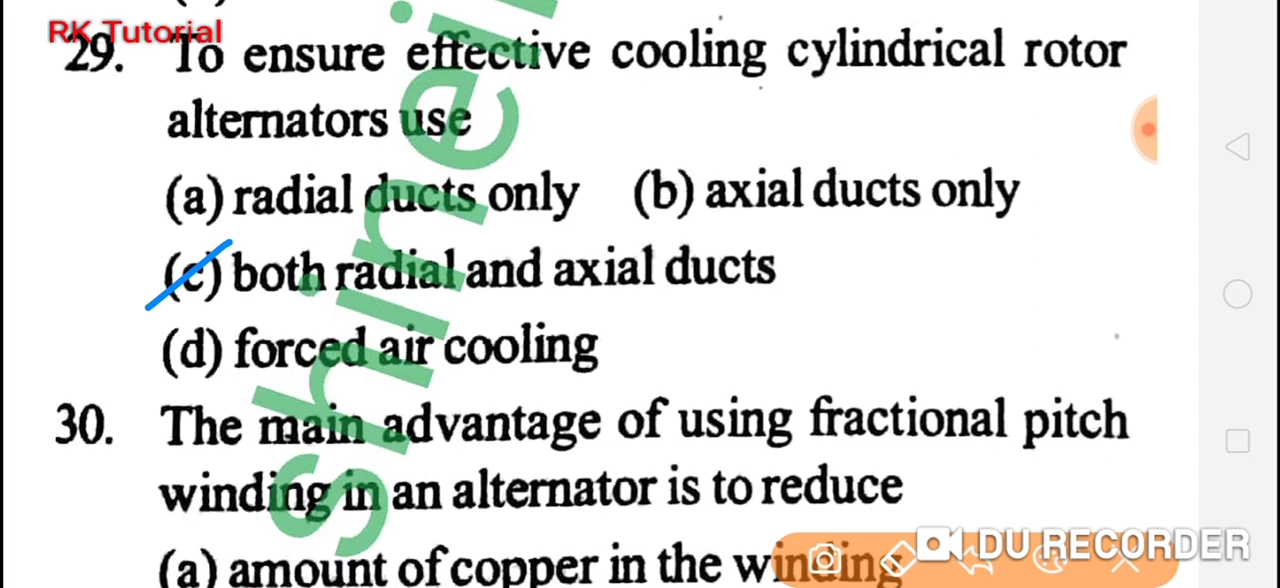 RK Tutorial
29. To ensure effective cooling cylindrical rotor
alternators use
(a) radial ducts only (b) axial ducts only
(c) both radial and axial ducts
(d) forced air cooling
30. The main advantage of using fractional pitch
winding in an alternator is to reduce
(a) amount of copper in the winding
DU RECORDER